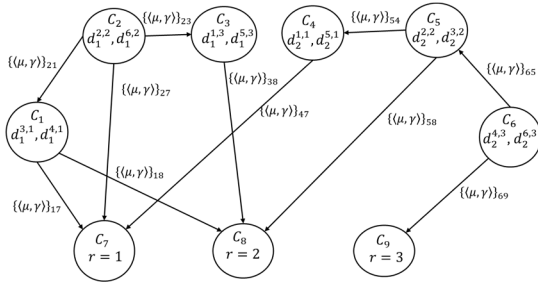 C₂
d₁^{2,2}, d₁^{6,2}
{⟨μ, γ⟩}₂₃
C₃
d₁^{1,3}, d₁^{5,3}
C₄
d₂^{1,1}, d₂^{5,1}
{⟨μ, γ⟩}₅₄
C₅
d₂^{2,2}, d₂^{3,2}
{⟨μ, γ⟩}₂₁
{⟨μ, γ⟩}₂₇
{⟨μ, γ⟩}₃₈
{⟨μ, γ⟩}₆₅
C₁
d₁^{3,1}, d₁^{4,1}
{⟨μ, γ⟩}₄₇
{⟨μ, γ⟩}₅₈
C₆
d₂^{4,3}, d₂^{6,3}
{⟨μ, γ⟩}₁₈
{⟨μ, γ⟩}₁₇
{⟨μ, γ⟩}₆₉
C₇
r = 1
C₈
r = 2
C₉
r = 3